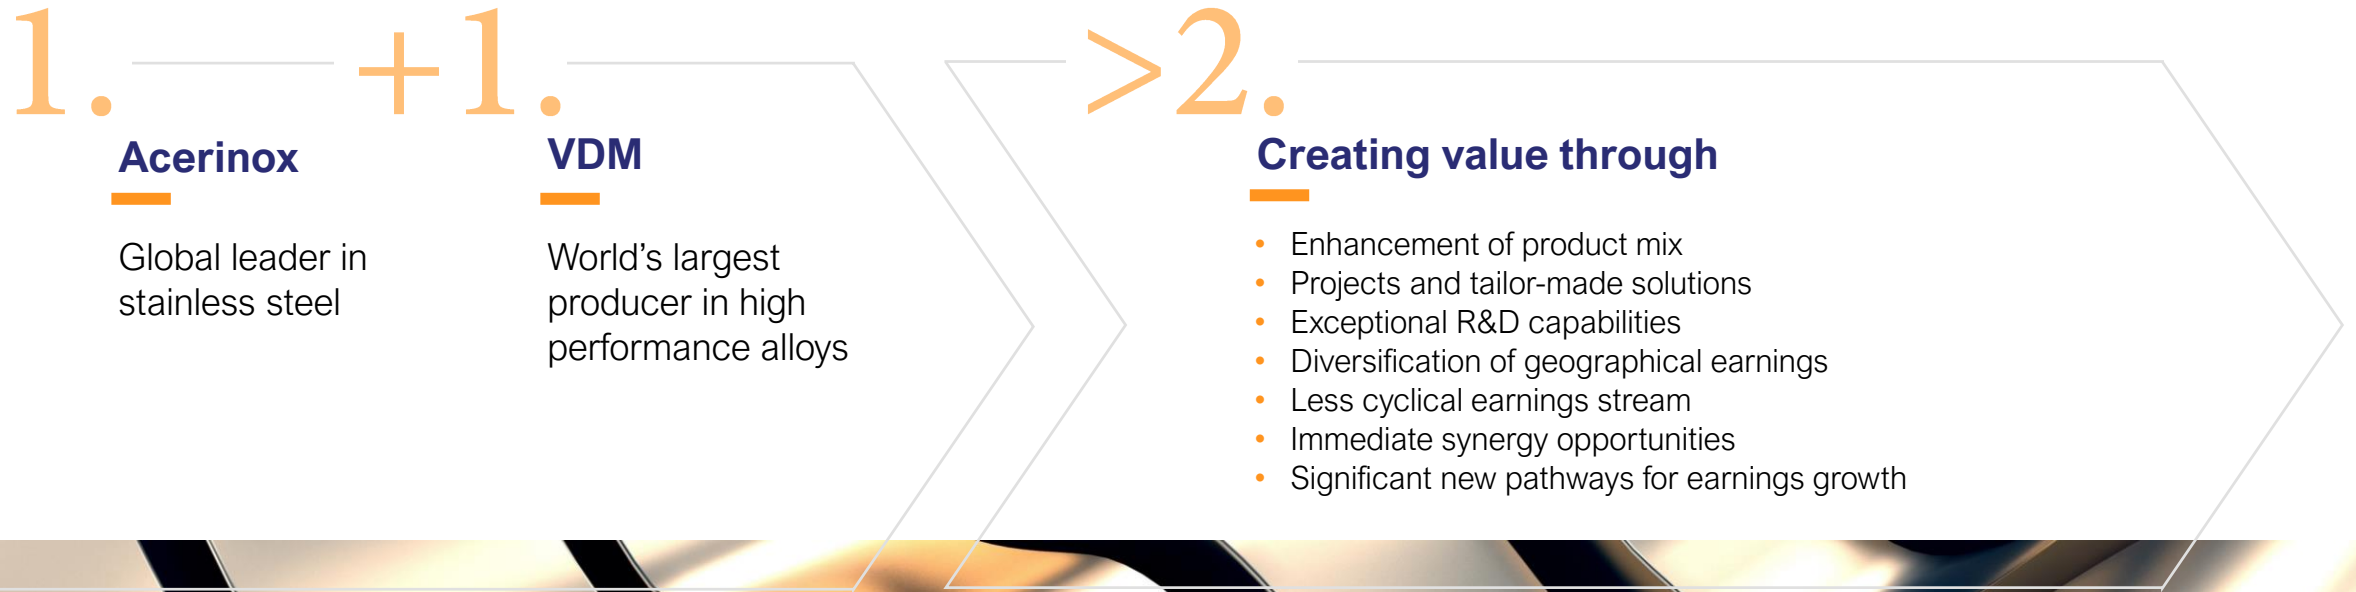 1.
Acerinox
Global leader in
stainless steel
+1.
VDM
World’s largest
producer in high
performance alloys
>2.
Creating value through
• Enhancement of product mix
• Projects and tailor-made solutions
• Exceptional R&D capabilities
• Diversification of geographical earnings
• Less cyclical earnings stream
• Immediate synergy opportunities
• Significant new pathways for earnings growth